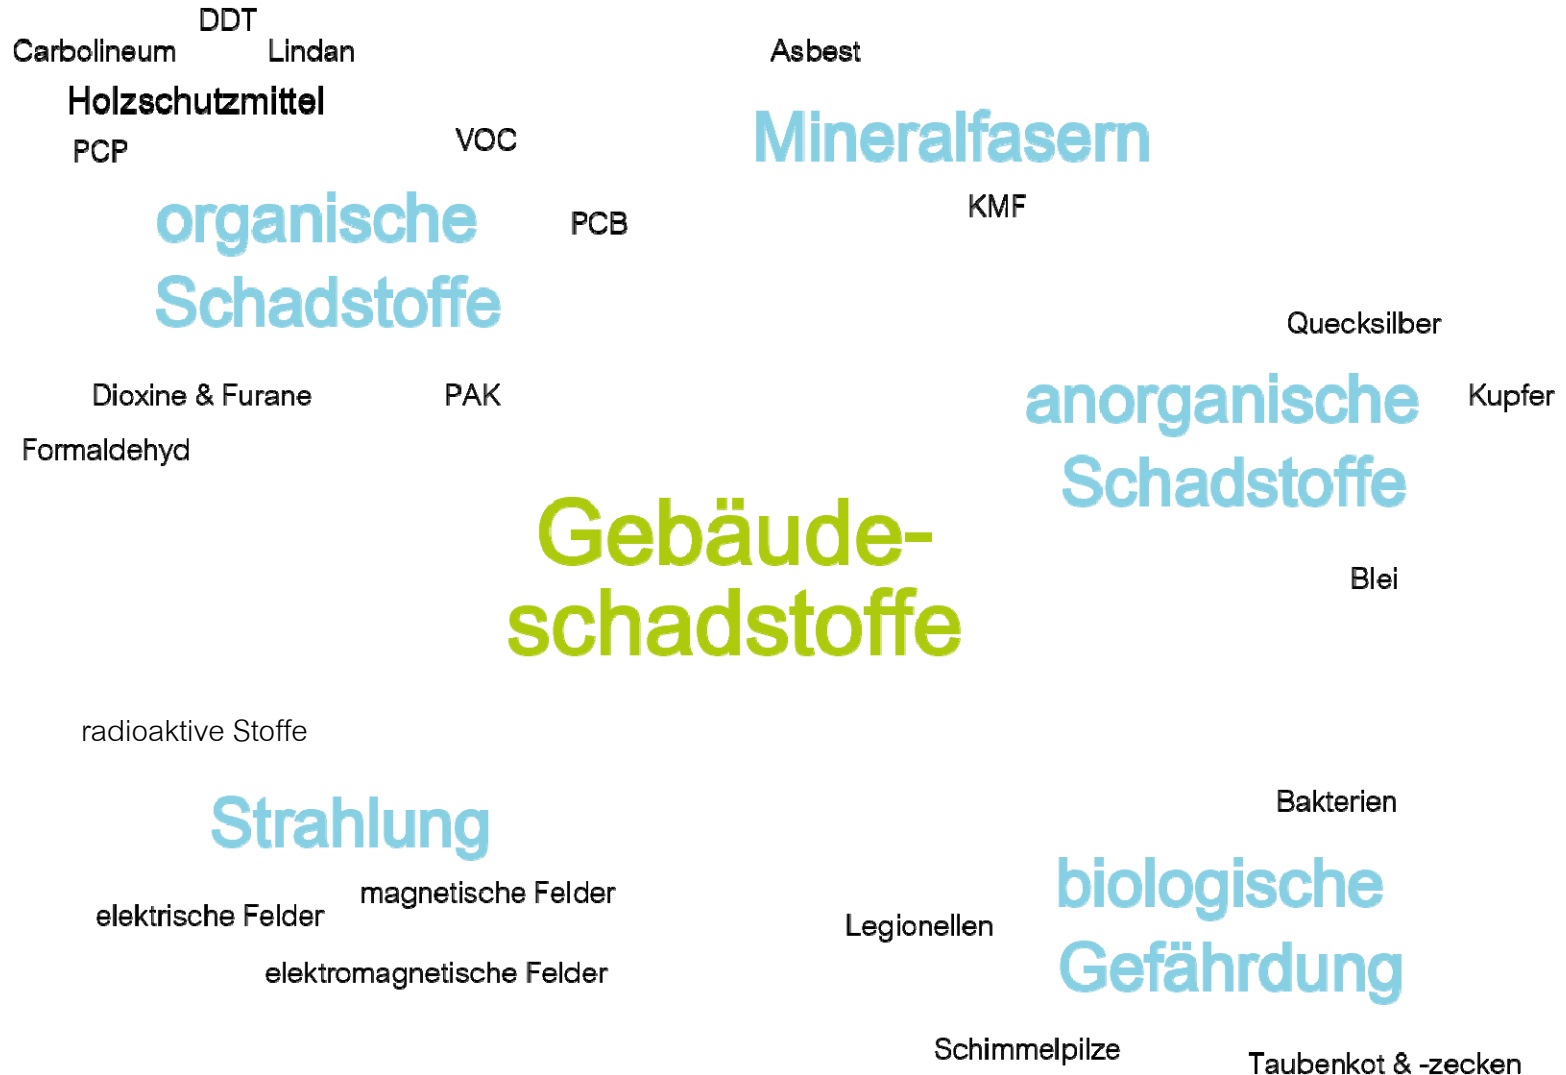 DDT
Carbolineum
Lindan
Holzschutzmittel
PCP
VOC
organische
Schadstoffe
PCB
Dioxine & Furane
PAK
Formaldehyd
Asbest
Mineralfasern
KMF
Quecksilber
anorganische
Schadstoffe
Kupfer
Blei
Gebäude-
schadstoffe
radioaktive Stoffe
Strahlung
magnetische Felder
elektrische Felder
elektromagnetische Felder
Bakterien
biologische
Gefährdung
Legionellen
Schimmelpilze
Taubenkot & -zecken